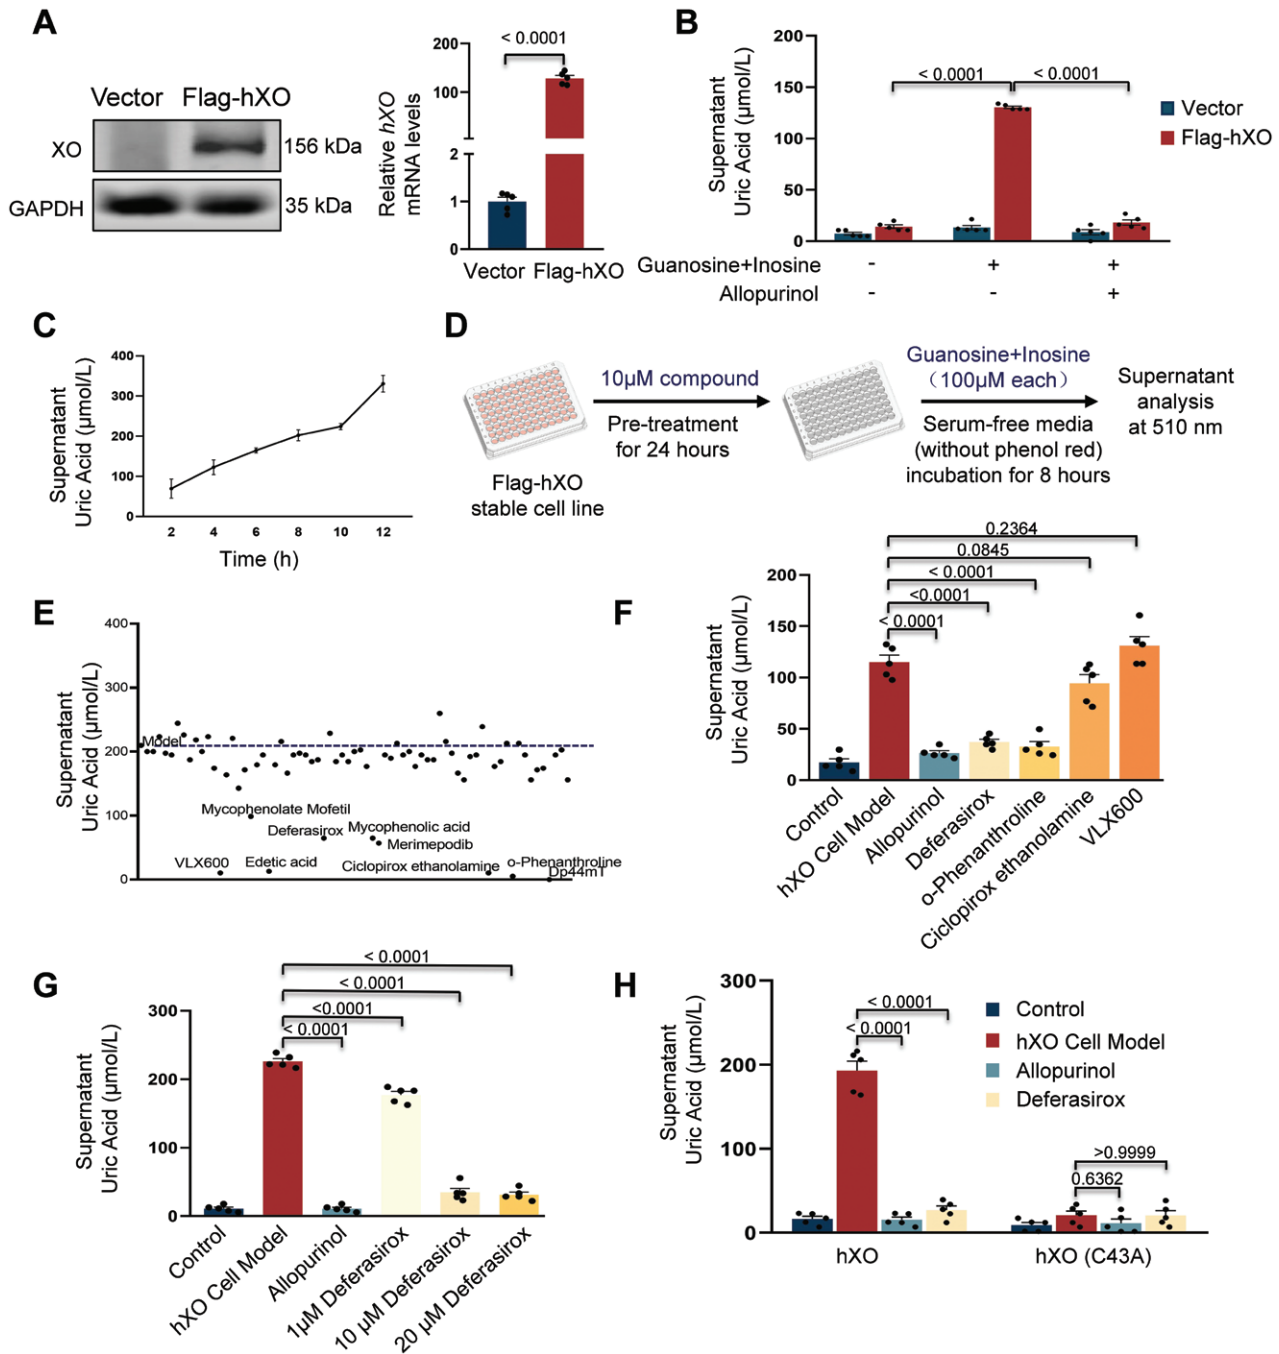 A
Vector Flag-hXO
XO
156 kDa
GAPDH
35 kDa
Relative hXO
mRNA levels
200
100
2
1
0
< 0.0001
Vector Flag-hXO
B
Supernatant
Uric Acid (μmol/L)
200
150
100
50
0
< 0.0001 < 0.0001
Vector
Flag-hXO
Guanosine+Inosine - + +
Allopurinol - - +
C
Supernatant
Uric Acid (μmol/L)
400
300
200
100
0
2 4 6 8 10 12
Time (h)
D
Flag-hXO
stable cell line
10μM compound
Pre-treatment
for 24 hours
Guanosine+Inosine
（100μM each）
Serum-free media
(without phenol red)
incubation for 8 hours
Supernatant
analysis
at 510 nm
E
Supernatant
Uric Acid (μmol/L)
400
300
200
100
0
Model
Mycophenolate Mofetil
Deferasirox
Mycophenolic acid
Merimepodib
VLX600
Edetic acid
Ciclopirox ethanolamine
o-Phenanthroline
Dp44mT
F
Supernatant
Uric Acid (μmol/L)
200
150
100
50
0
0.2364
0.0845
< 0.0001
<0.0001
< 0.0001
Control
hXO Cell Model
Allopurinol
Deferasirox
o-Phenanthroline
Ciclopirox ethanolamine
VLX600
G
Supernatant
Uric Acid (μmol/L)
300
200
100
0
< 0.0001
< 0.0001
<0.0001
< 0.0001
Control
hXO Cell Model
Allopurinol
1μM Deferasirox
10 μM Deferasirox
20 μM Deferasirox
H
Supernatant
Uric Acid (μmol/L)
300
200
100
0
< 0.0001
< 0.0001
>0.9999
0.6362
Control
hXO Cell Model
Allopurinol
Deferasirox
hXO
hXO (C43A)